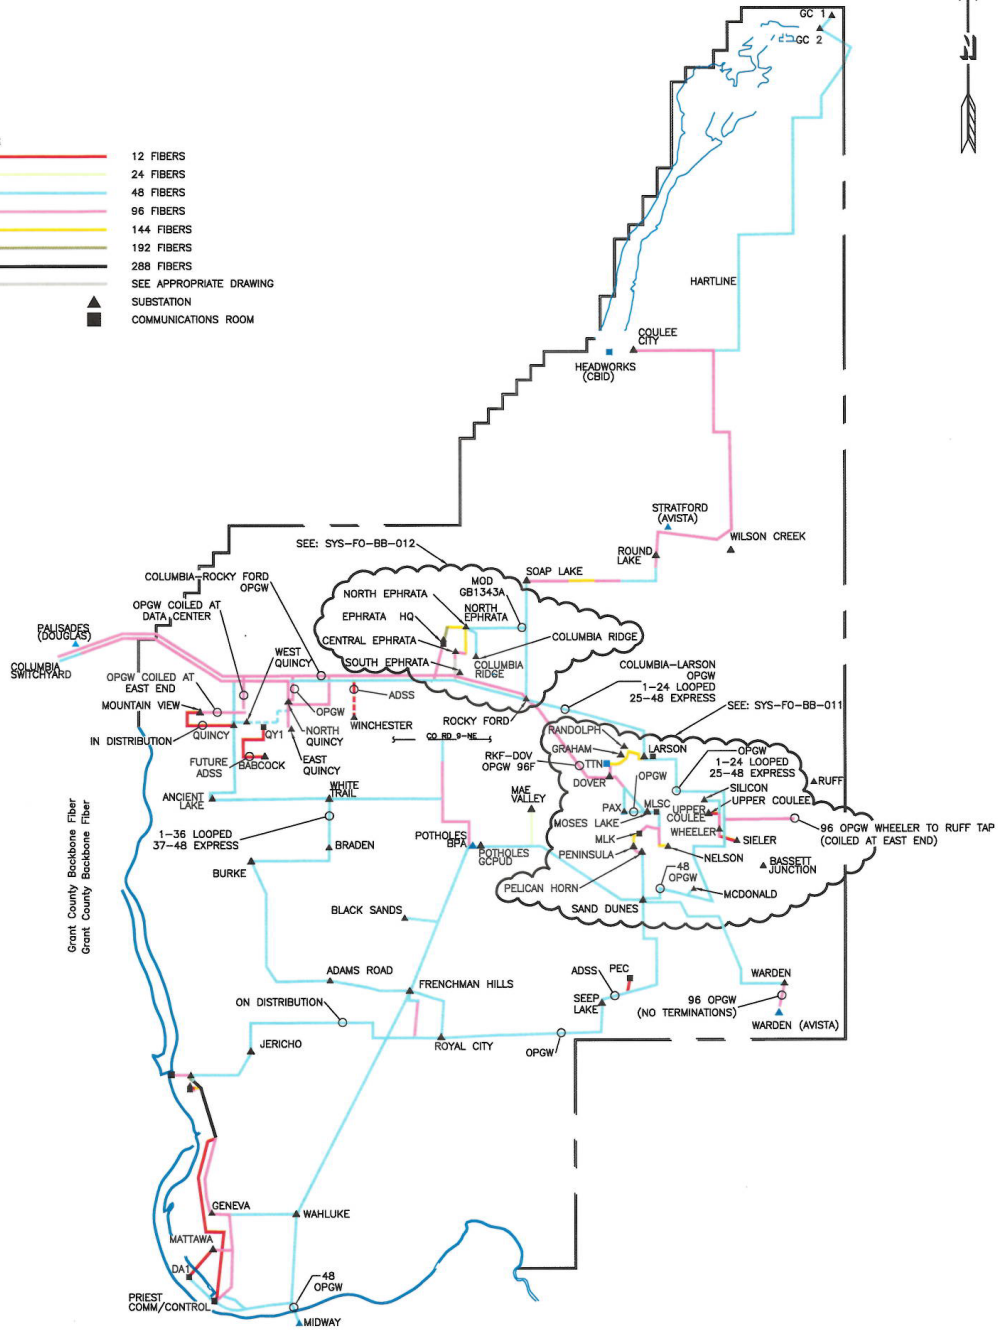 GC 1
GC 2
N
12 FIBERS
24 FIBERS
48 FIBERS
96 FIBERS
144 FIBERS
192 FIBERS
288 FIBERS
SEE APPROPRIATE DRAWING
SUBSTATION
COMMUNICATIONS ROOM
HARTLINE
COULEE
CITY
HEADWORKS
(CBID)
STRATFORD
(AVISTA)
WILSON CREEK
ROUND
LAKE
SOAP LAKE
SEE: SYS-FO-BB-012
COLUMBIA-ROCKY FORD
OPGW
MOD
GB1343A
NORTH EPHRATA
NORTH
EPHRATA
EPHRATA HQ
CENTRAL EPHRATA
SOUTH EPHRATA
COLUMBIA RIDGE
COLUMBIA
RIDGE
OPGW COILED AT
DATA CENTER
PALISADES
(DOUGLAS)
COLUMBIA
SWITCHYARD
WEST
QUINCY
OPGW COILED AT
EAST END
MOUNTAIN VIEW
IN DISTRIBUTION
QUINCY
QY1
FUTURE
ADSS
BABCOCK
OPGW
NORTH
QUINCY
EAST
QUINCY
ADSS
WINCHESTER
CO RD 9-NE
ROCKY FORD
COLUMBIA-LARSON
OPGW
1-24 LOOPED
25-48 EXPRESS
SEE: SYS-FO-BB-011
RANDOLPH
GRAHAM
LARSON
RKF-DOV
OPGW 96F
TTN
DOVER
OPGW
OPGW
1-24 LOOPED
25-48 EXPRESS
SILICON
UPPER COULEE
UPPER
COULEE
RUFF
PAX
MLSC
MOSES
LAKE
MLK
WHEELER
SIELER
96 OPGW WHEELER TO RUFF TAP
(COILED AT EAST END)
PENINSULA
NELSON
BASSETT
JUNCTION
PELICAN HORN
48
OPGW
MCDONALD
SAND DUNES
ANCIENT
LAKE
WHITE
TRAIL
1-36 LOOPED
37-48 EXPRESS
BRADEN
BURKE
MAE
VALLEY
POTHOLES
BPA
POTHOLES
GCPUD
BLACK SANDS
ADAMS ROAD
FRENCHMAN HILLS
ON DISTRIBUTION
JERICHO
ROYAL CITY
OPGW
ADSS
PEC
SEEP
LAKE
WARDEN
96 OPGW
(NO TERMINATIONS)
WARDEN (AVISTA)
Grant County Backbone Fiber
Grant County Backbone Fiber
GENEVA
WAHLUKE
MATTAWA
DA1
PRIEST
COMM/CONTROL
48
OPGW
MIDWAY